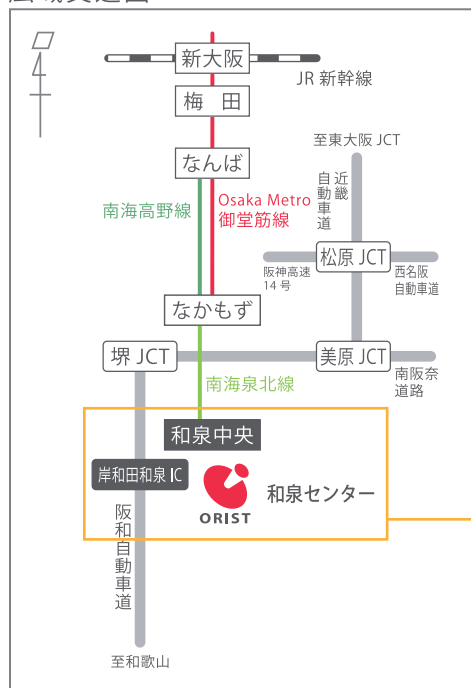 広域交通図
新大阪
JR 新幹線
梅　田
至東大阪 JCT
なんば
近畿
自動車道
南海高野線
Osaka Metro
御堂筋線
松原 JCT
阪神高速
14 号
西名阪
自動車道
なかもず
堺 JCT
美原 JCT
南海泉北線
南阪奈
道路
和泉中央
岸和田和泉 IC
和泉センター
ORIST
阪和自動車道
至和歌山